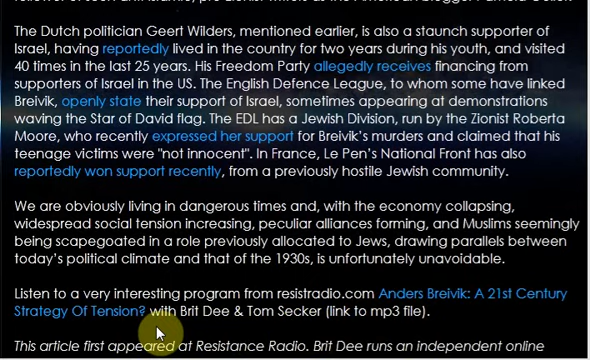 The Dutch politician Geert Wilders, mentioned earlier, is also a staunch supporter of
Israel, having reportedly lived in the country for two years during his youth, and visited
40 times in the last 25 years. His Freedom Party allegedly receives financing from
supporters of Israel in the US. The English Defence League, to whom some have linked
Breivik, openly state their support of Israel, sometimes appearing at demonstrations
waving the Star of David flag. The EDL has a Jewish Division, run by the Zionist Roberta
Moore, who recently expressed her support for Breivik’s murders and claimed that his
teenage victims were "not innocent". In France, Le Pen’s National Front has also
reportedly won support recently, from a previously hostile Jewish community.
We are obviously living in dangerous times and, with the economy collapsing,
widespread social tension increasing, peculiar alliances forming, and Muslims seemingly
being scapegoated in a role previously allocated to Jews, drawing parallels between
today’s political climate and that of the 1930s, is unfortunately unavoidable.
Listen to a very interesting program from resistradio.com Anders Breivik: A 21st Century
Strategy Of Tension? with Brit Dee & Tom Secker (link to mp3 file).
This article first appeared at Resistance Radio. Brit Dee runs an independent online